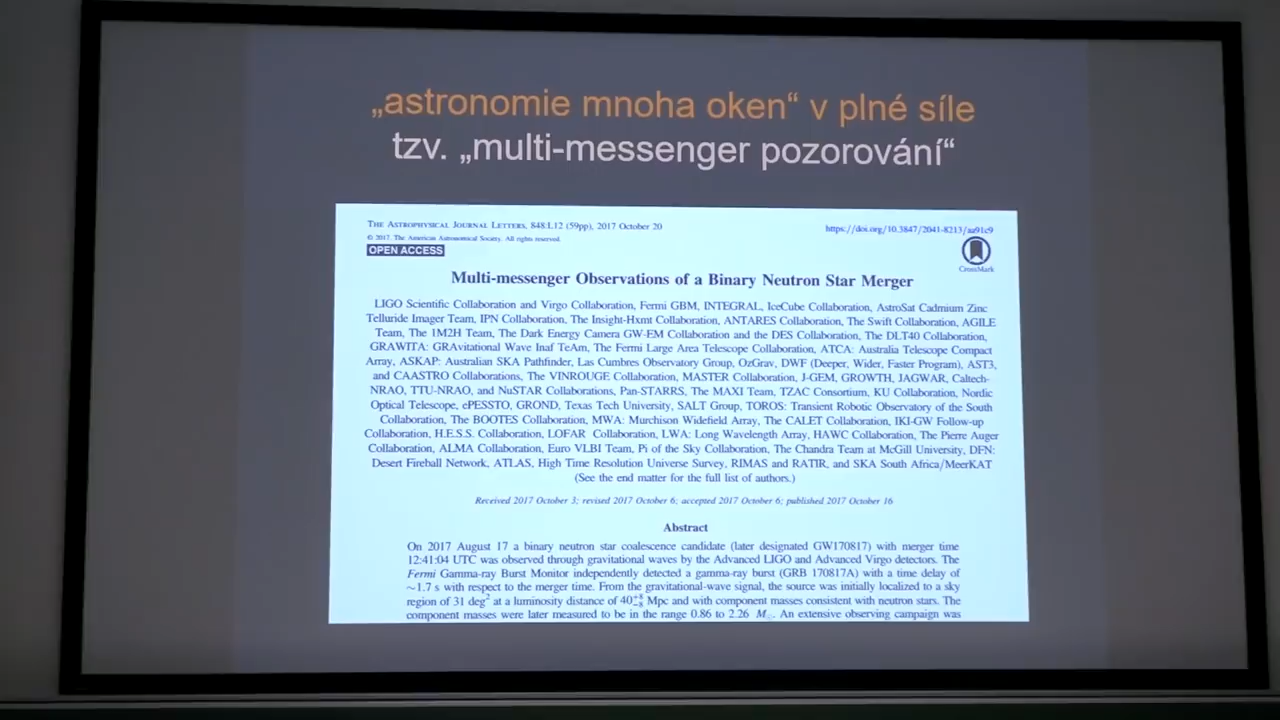 „astronomie mnoha oken“ v plné síle
tzv. „multi-messenger pozorování“
The Astrophysical Journal Letters, 848:L12 (59pp), 2017 October 20
https://doi.org/10.3847/2041-8213/aa91c9
© 2017. The American Astronomical Society. All rights reserved.
OPEN ACCESS
CrossMark
Multi-messenger Observations of a Binary Neutron Star Merger
LIGO Scientific Collaboration and Virgo Collaboration, Fermi GBM, INTEGRAL, IceCube Collaboration, AstroSat Cadmium Zinc
Telluride Imager Team, IPN Collaboration, The Insight-Hxmt Collaboration, ANTARES Collaboration, The Swift Collaboration, AGILE
Team, The 1M2H Team, The Dark Energy Camera GW-EM Collaboration and the DES Collaboration, The DLT40 Collaboration,
GRAWITA: GRAvitational Wave Inaf TeAm, The Fermi Large Area Telescope Collaboration, ATCA: Australia Telescope Compact
Array, ASKAP: Australian SKA Pathfinder, Las Cumbres Observatory Group, OzGrav, DWF (Deeper, Wider, Faster Program), AST3,
and CAASTRO Collaborations, The VINROUGE Collaboration, MASTER Collaboration, J-GEM, GROWTH, JAGWAR, Caltech-
NRAO, TTU-NRAO, and NuSTAR Collaborations, Pan-STARRS, The MAXI Team, TZAC Consortium, KU Collaboration, Nordic
Optical Telescope, ePESSTO, GROND, Texas Tech University, SALT Group, TOROS: Transient Robotic Observatory of the South
Collaboration, The BOOTES Collaboration, MWA: Murchison Widefield Array, The CALET Collaboration, IKI-GW Follow-up
Collaboration, H.E.S.S. Collaboration, LOFAR Collaboration, LWA: Long Wavelength Array, HAWC Collaboration, The Pierre Auger
Collaboration, ALMA Collaboration, Euro VLBI Team, Pi of the Sky Collaboration, The Chandra Team at McGill University, DFN:
Desert Fireball Network, ATLAS, High Time Resolution Universe Survey, RIMAS and RATIR, and SKA South Africa/MeerKAT
(See the end matter for the full list of authors.)
Received 2017 October 3; revised 2017 October 6; accepted 2017 October 6; published 2017 October 16
Abstract
On 2017 August 17 a binary neutron star coalescence candidate (later designated GW170817) with merger time
12:41:04 UTC was observed through gravitational waves by the Advanced LIGO and Advanced Virgo detectors. The
Fermi Gamma-ray Burst Monitor independently detected a gamma-ray burst (GRB 170817A) with a time delay of
~1.7 s with respect to the merger time. From the gravitational-wave signal, the source was initially localized to a sky
region of 31 deg² at a luminosity distance of 40⁺⁸₋₈ Mpc and with component masses consistent with neutron stars. The
component masses were later measured to be in the range 0.86 to 2.26 M☉. An extensive observing campaign was